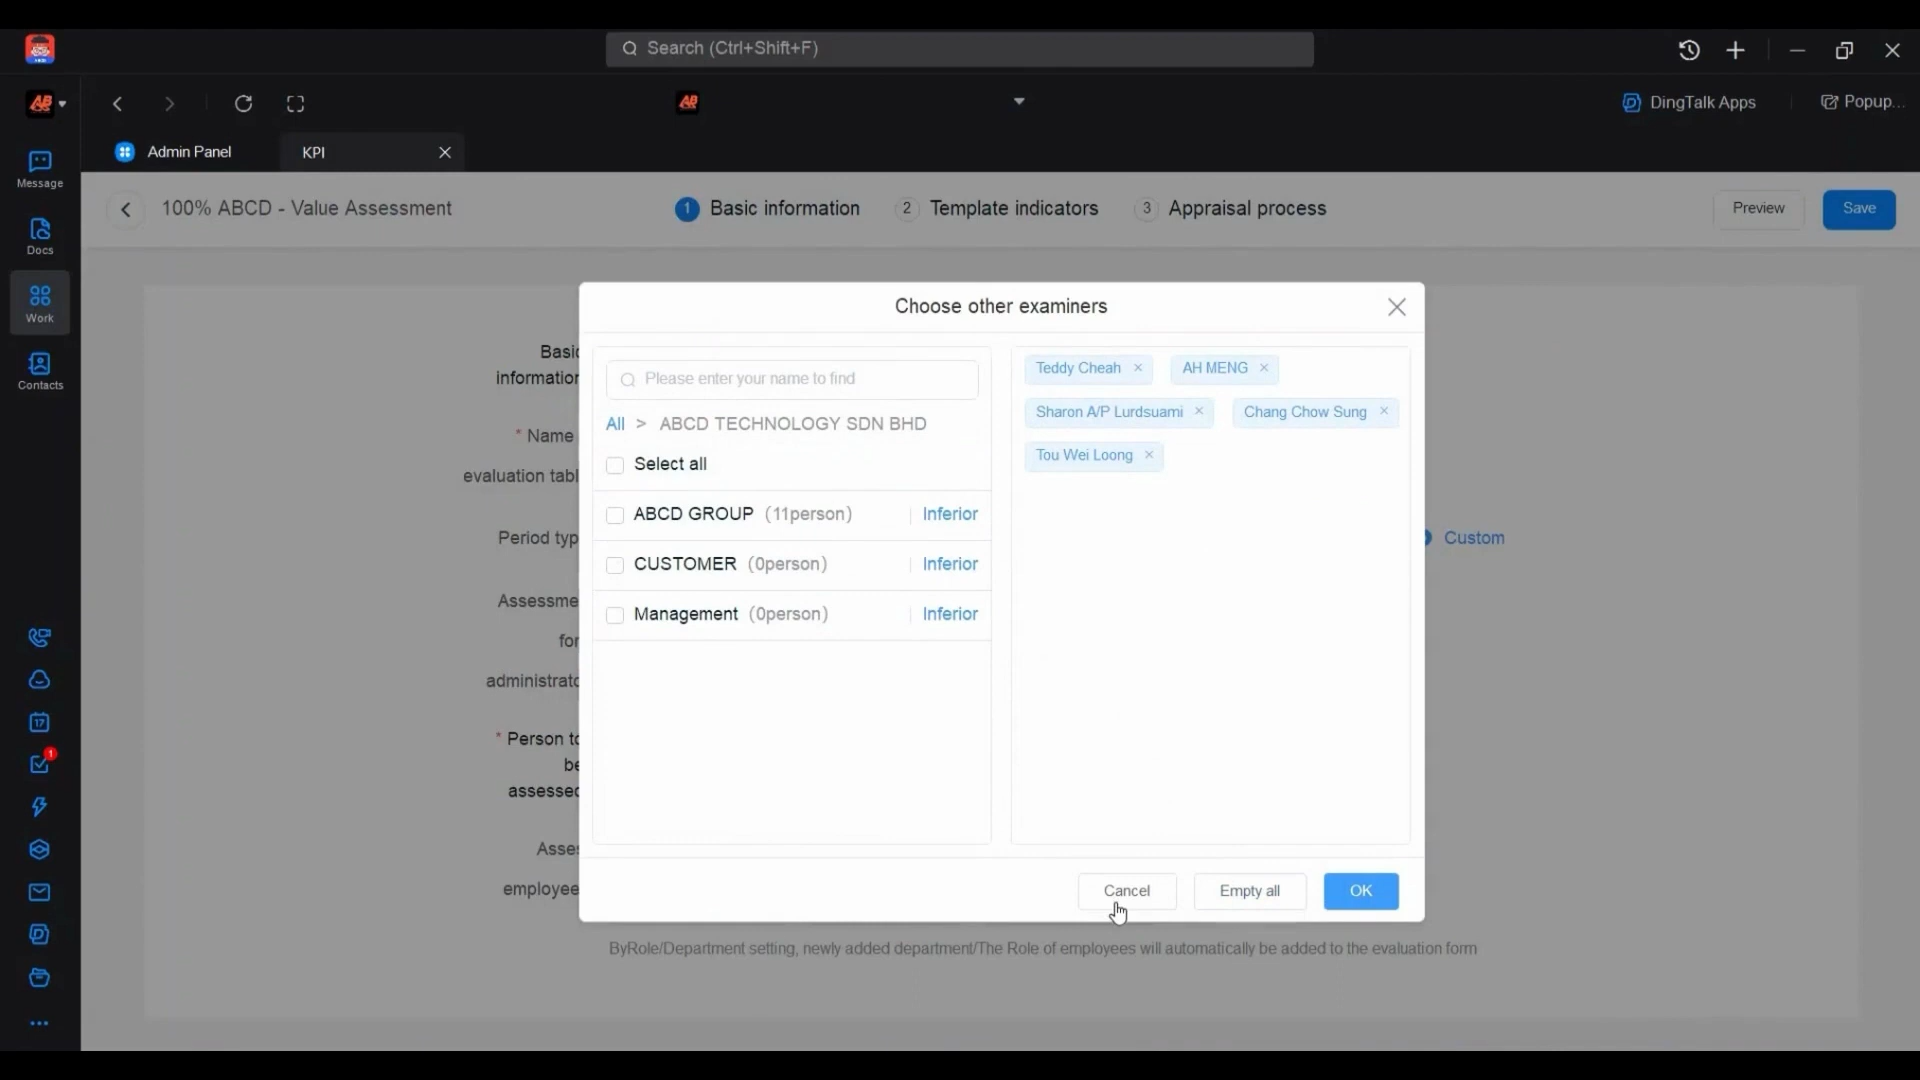 Search (Ctrl+Shift+F)
DingTalk Apps
Popup...
Admin Panel
KPI
Message
Docs
Work
Contacts
17
1
100% ABCD - Value Assessment
1 Basic information
2 Template indicators
3 Appraisal process
Preview
Save
Basic
information
* Name
evaluation tabl
Period typ
Custom
Assessme
for
administrato
* Person to
be
assessed
Asses
employee
Choose other examiners
Please enter your name to find
All > ABCD TECHNOLOGY SDN BHD
Select all
ABCD GROUP (11person) Inferior
CUSTOMER (0person) Inferior
Management (0person) Inferior
Teddy Cheah ×
AH MENG ×
Sharon A/P Lurdsuami ×
Chang Chow Sung ×
Tou Wei Loong ×
Cancel
Empty all
OK
ByRole/Department setting, newly added department/The Role of employees will automatically be added to the evaluation form